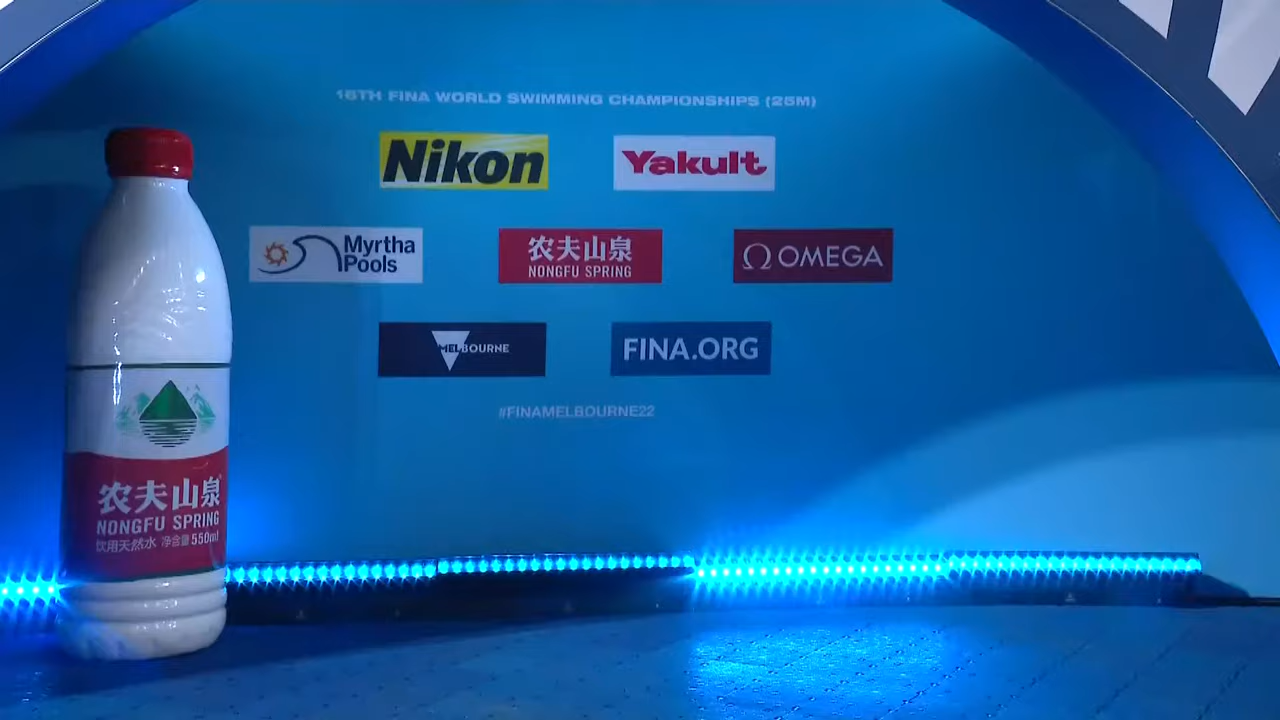 16TH FINA WORLD SWIMMING CHAMPIONSHIPS (25M)
Nikon
Yakult
Myrtha
Pools
农夫山泉
NONGFU SPRING
OMEGA
MELBOURNE
FINA.ORG
#FINAMELBOURNE22
农夫山泉
NONGFU SPRING
饮用天然水 净含量550ml